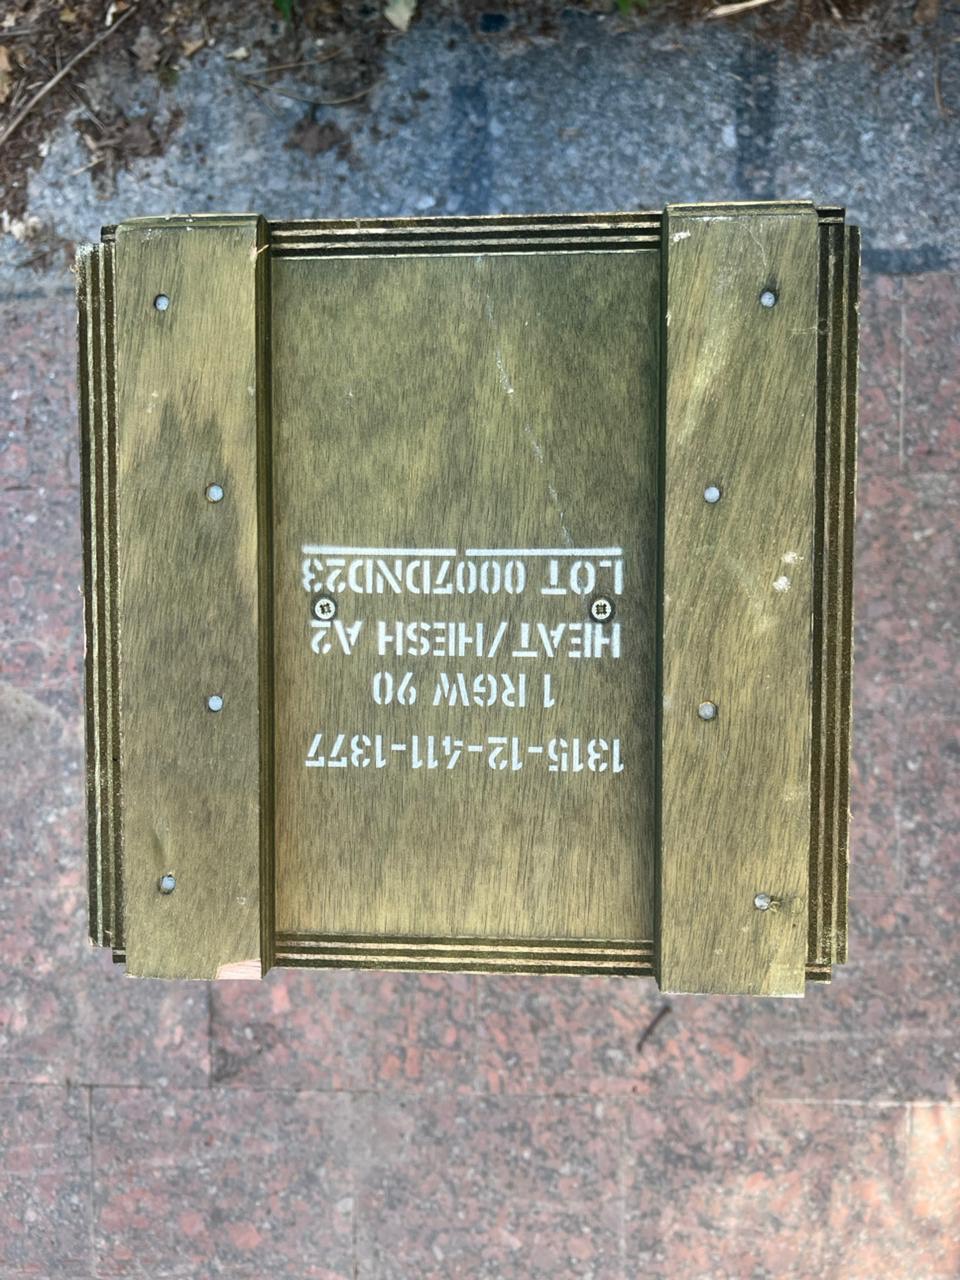 1315-12-411-1377
1 RGW 90
HEAT/HESH A2
LOT 0007DND23